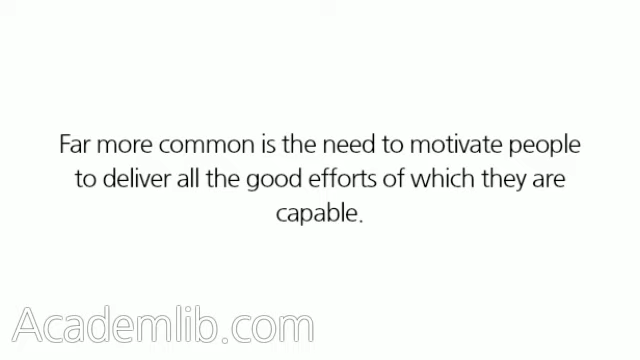 Far more common is the need to motivate people
to deliver all the good efforts of which they are
capable.
Academlib.com